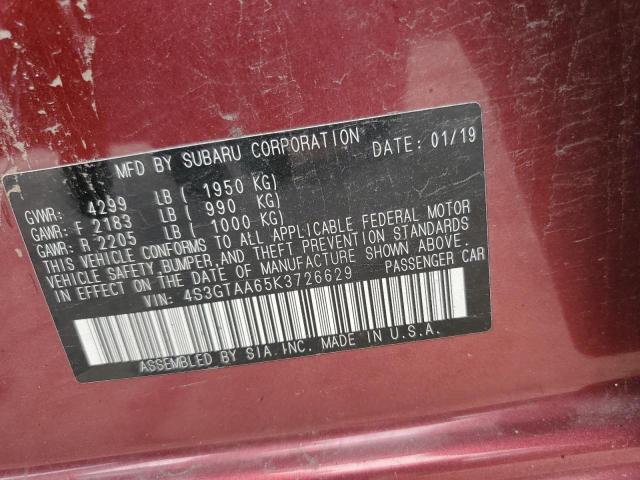 MFD BY SUBARU CORPORATION DATE: 01/19
GVWR: 4299 LB ( 1950 KG)
GAWR: F 2183 LB ( 990 KG)
GAWR: R 2205 LB ( 1000 KG)
THIS VEHICLE CONFORMS TO ALL APPLICABLE FEDERAL MOTOR
VEHICLE SAFETY,BUMPER,AND THEFT PREVENTION STANDARDS
IN EFFECT ON THE DATE OF MANUFACTURE SHOWN ABOVE.
VIN: 4S3GTAA65K3726629 PASSENGER CAR
ASSEMBLED BY SIA INC. MADE IN U.S.A.